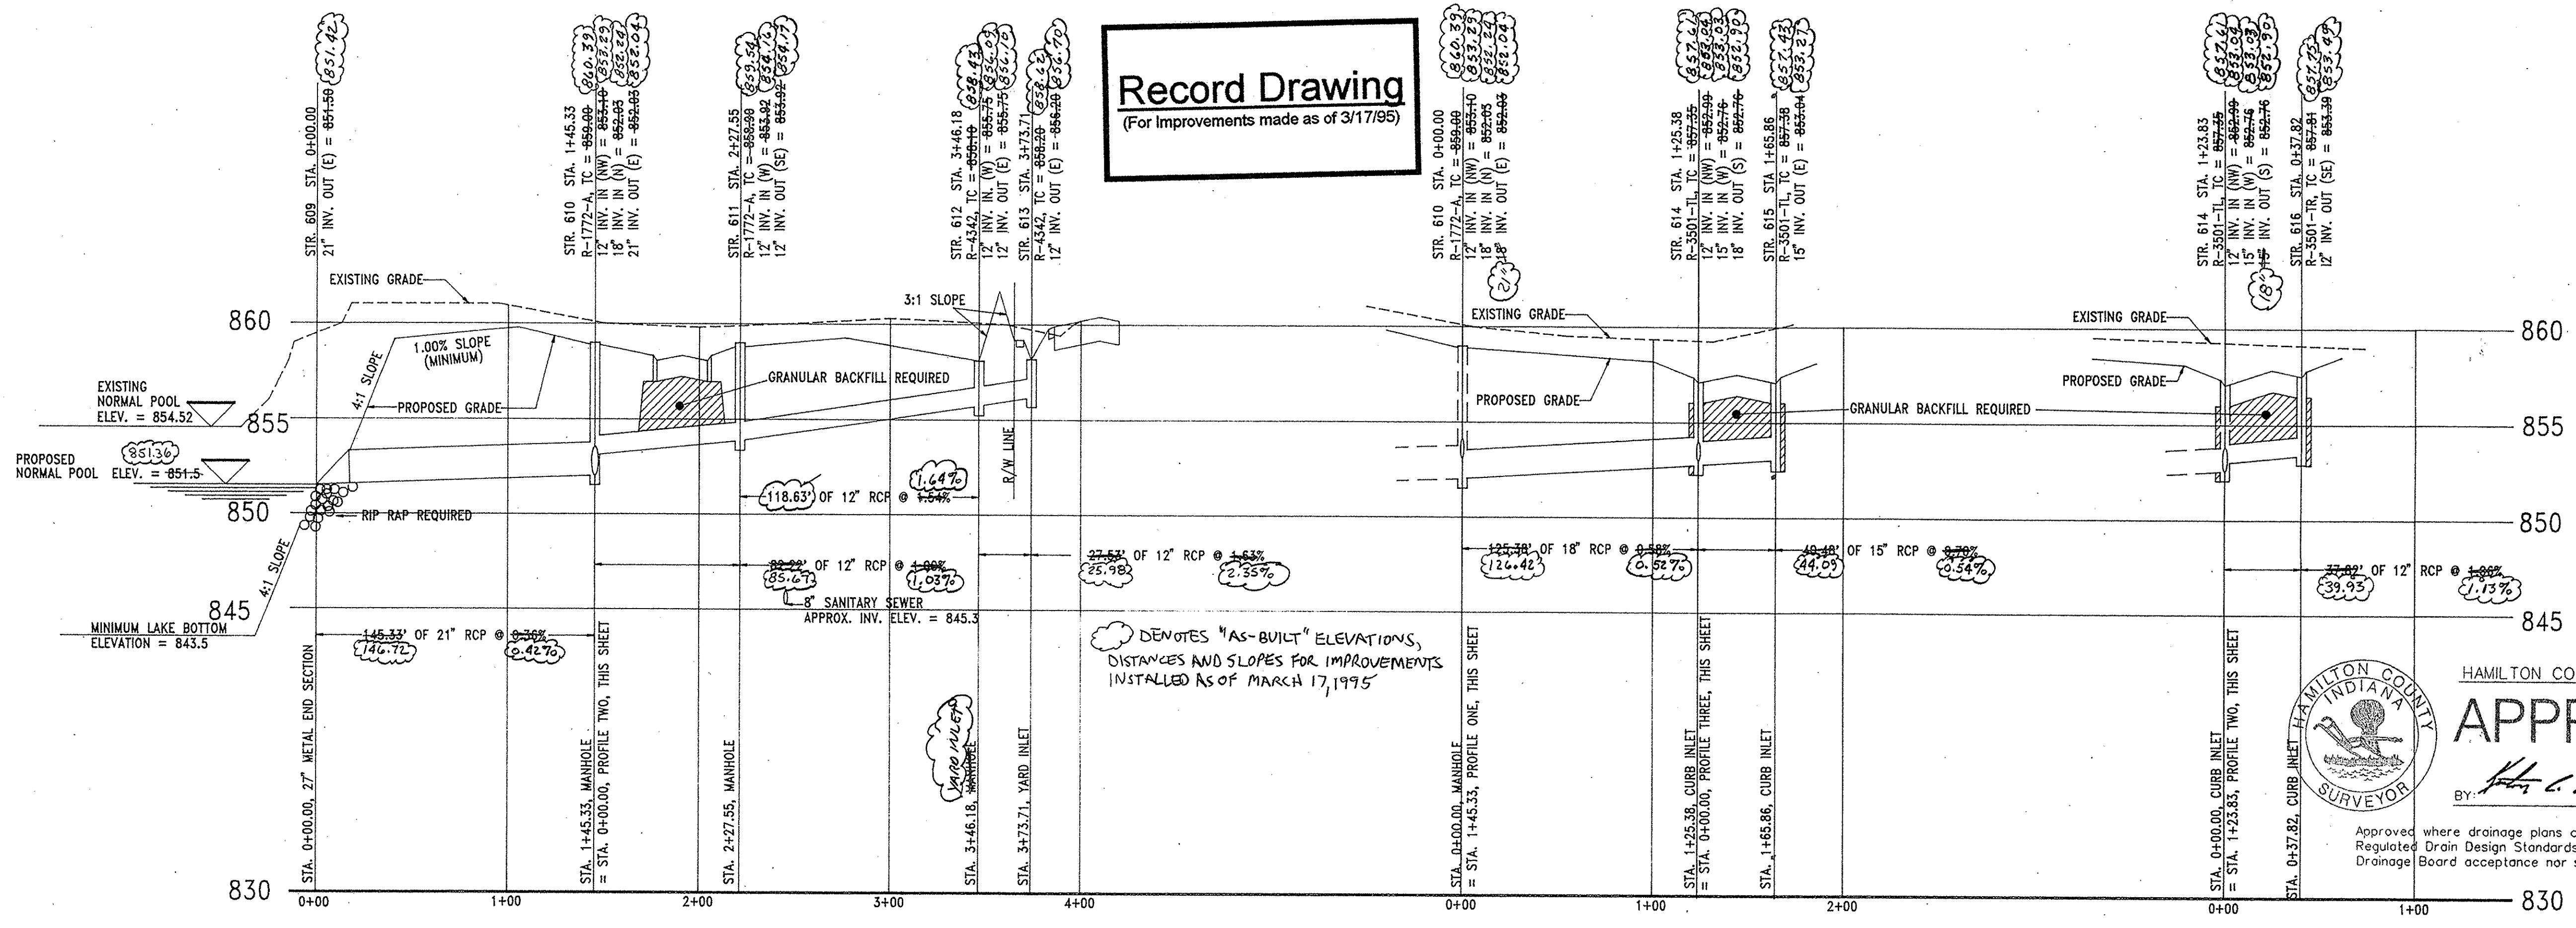 Record Drawing
(For Improvements made as of 3/17/95)
STR. 609 STA. 0+00.00
21" INV. OUT (E) = 851.50 851.42
STR. 610 STA. 1+45.33
R-1772-A, TC = 859.00 860.39
12" INV. IN (NW) = 853.10 853.29
18" INV. IN (N) = 852.03 852.24
21" INV. OUT (E) = 852.03 852.04
STR. 611 STA. 2+27.55
R-1772-A, TC = 858.90 859.54
12" INV. IN (W) = 853.92 854.16
12" INV. OUT (SE) = 853.92 854.17
STR. 612 STA. 3+46.18
R-4342, TC = 858.10 858.43
12" INV. IN. (W) = 855.75 856.09
12" INV. OUT (E) = 855.75 856.10
STR. 613 STA. 3+73.71
R-4342, TC = 858.20 858.62
12" INV. OUT (E) = 856.20 856.70
STR. 610 STA. 0+00.00
R-1772-A, TC = 859.00 860.39
12" INV. IN (NW) = 853.10 853.29
18" INV. IN (N) = 852.03 852.24
18" INV. OUT (E) = 852.03 852.04
21"
STR. 614 STA. 1+25.38
R-3501-TL, TC = 857.35 857.61
12" INV. IN (NW) = 852.99 853.04
15" INV. IN (W) = 852.76 853.03
18" INV. OUT (S) = 852.76 852.90
STR. 615 STA 1+65.86
R-3501-TL, TC = 857.38 857.43
15" INV. OUT (E) = 853.04 853.27
STR. 614 STA. 1+23.83
R-3501-TL, TC = 857.35 857.61
12" INV. IN (NW) = 852.99 853.04
15" INV. IN (W) = 852.76 853.03
15" INV. OUT (S) = 852.76 852.90
18"
STR. 616 STA. 0+37.82
R-3501-TR, TC = 857.81 857.75
12" INV. OUT (SE) = 853.39 853.49
EXISTING GRADE
3:1 SLOPE
EXISTING GRADE
EXISTING GRADE
860
860
1.00% SLOPE
(MINIMUM)
4:1 SLOPE
GRANULAR BACKFILL REQUIRED
PROPOSED GRADE
PROPOSED GRADE
PROPOSED GRADE
GRANULAR BACKFILL REQUIRED
EXISTING
NORMAL POOL
ELEV. = 854.52
855
855
851.36
PROPOSED
NORMAL POOL ELEV. = 851.5
R/W LINE
1.64%
118.63' OF 12" RCP @ 1.54%
850
850
RIP RAP REQUIRED
4:1 SLOPE
82.22' OF 12" RCP @ 1.00%
85.67 1.03%
27.53' OF 12" RCP @ 1.63%
25.98 2.35%
125.38' OF 18" RCP @ 0.58%
126.42 0.52%
40.48' OF 15" RCP @ 0.70%
44.09 0.54%
37.82' OF 12" RCP @ 1.06%
39.93 1.13%
8" SANITARY SEWER
APPROX. INV. ELEV. = 845.3
845
845
MINIMUM LAKE BOTTOM
ELEVATION = 843.5
145.33' OF 21" RCP @ 0.36%
146.72 0.42%
DENOTES "AS-BUILT" ELEVATIONS,
DISTANCES AND SLOPES FOR IMPROVEMENTS
INSTALLED AS OF MARCH 17, 1995
STA. 0+00.00, 27" METAL END SECTION
STA. 1+45.33, MANHOLE
= STA. 0+00.00, PROFILE TWO, THIS SHEET
STA. 2+27.55, MANHOLE
YARD INLET
STA. 3+46.18, MANHOLE
STA. 3+73.71, YARD INLET
STA. 0+00.00, MANHOLE
= STA. 1+45.33, PROFILE ONE, THIS SHEET
STA. 1+25.38, CURB INLET
= STA. 0+00.00, PROFILE THREE, THIS SHEET
STA. 1+65.86, CURB INLET
STA. 0+00.00, CURB INLET
= STA. 1+23.83, PROFILE TWO, THIS SHEET
STA. 0+37.82, CURB INLET
HAMILTON COUNTY
INDIANA
SURVEYOR
HAMILTON CO
APPR
BY:
Approved where drainage plans c
Regulated Drain Design Standards
Drainage Board acceptance nor
830
830
0+00 1+00 2+00 3+00 4+00 0+00 1+00 2+00 0+00 1+00